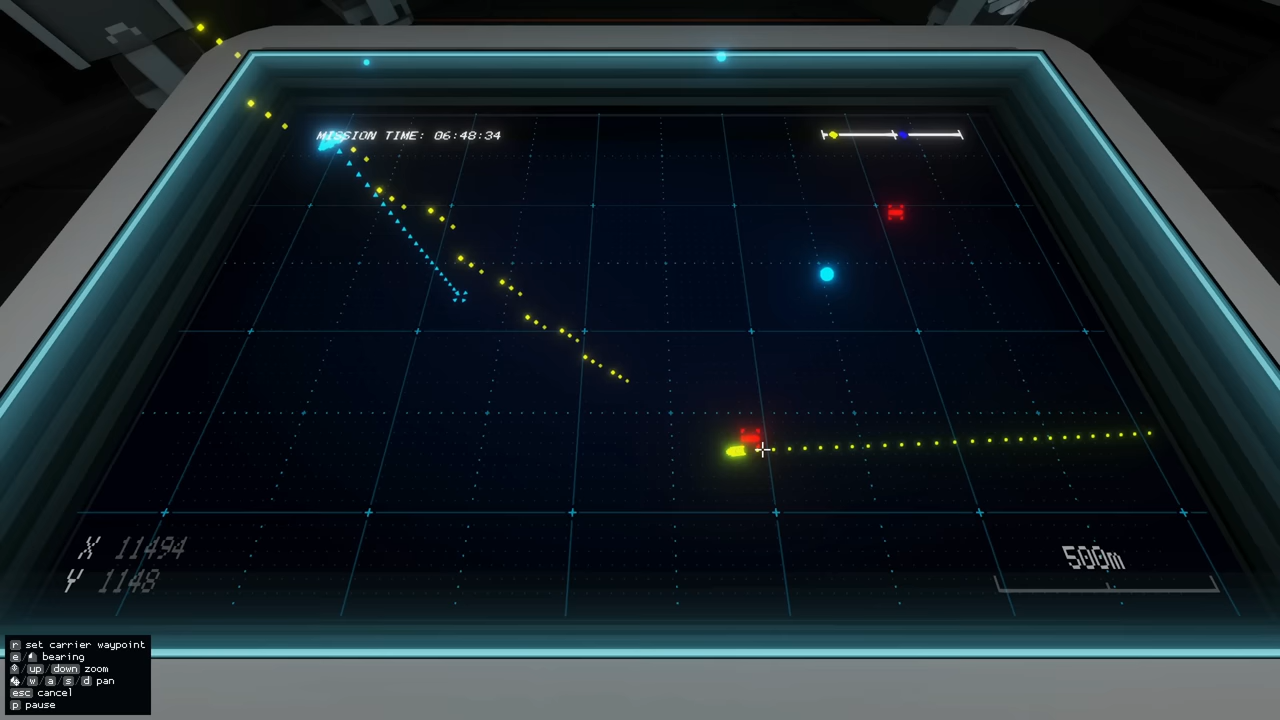 MISSION TIME: 06:48:34
X 11494
Y 1148
500m
r set carrier waypoint
e / bearing
/ up / down zoom
/ w / a / s / d pan
esc cancel
p pause